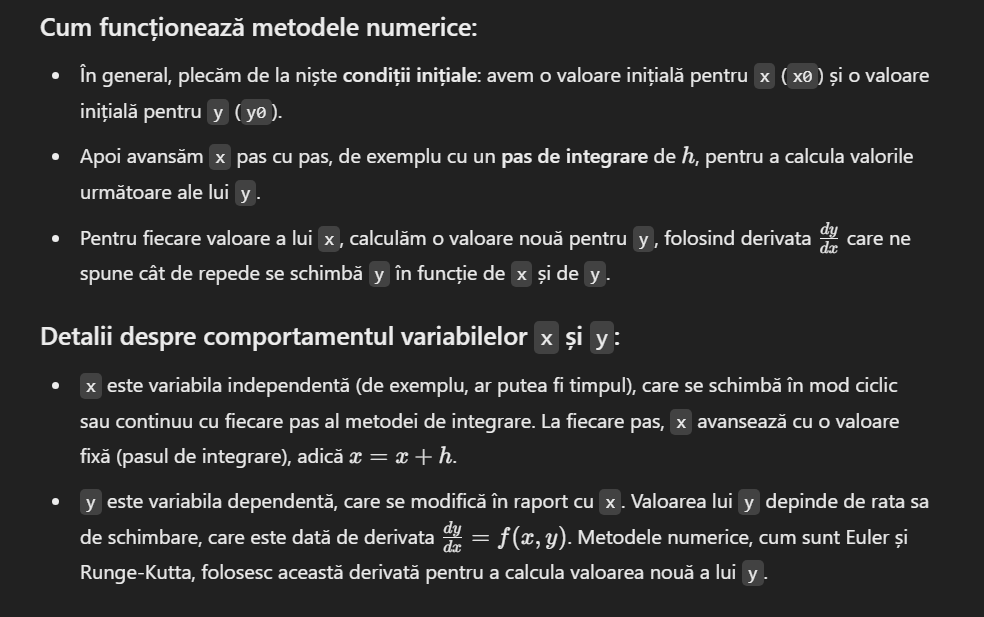 Cum funcționează metodele numerice:
• În general, plecăm de la niște condiții inițiale: avem o valoare inițială pentru x (x0) și o valoare
inițială pentru y (y0).
• Apoi avansăm x pas cu pas, de exemplu cu un pas de integrare de h, pentru a calcula valorile
următoare ale lui y.
• Pentru fiecare valoare a lui x, calculăm o valoare nouă pentru y, folosind derivata dy/dx care ne
spune cât de repede se schimbă y în funcție de x și de y.
Detalii despre comportamentul variabilelor x și y:
• x este variabila independentă (de exemplu, ar putea fi timpul), care se schimbă în mod ciclic
sau continuu cu fiecare pas al metodei de integrare. La fiecare pas, x avansează cu o valoare
fixă (pasul de integrare), adică x = x + h.
• y este variabila dependentă, care se modifică în raport cu x. Valoarea lui y depinde de rata sa
de schimbare, care este dată de derivata dy/dx = f(x, y). Metodele numerice, cum sunt Euler și
Runge-Kutta, folosesc această derivată pentru a calcula valoarea nouă a lui y.